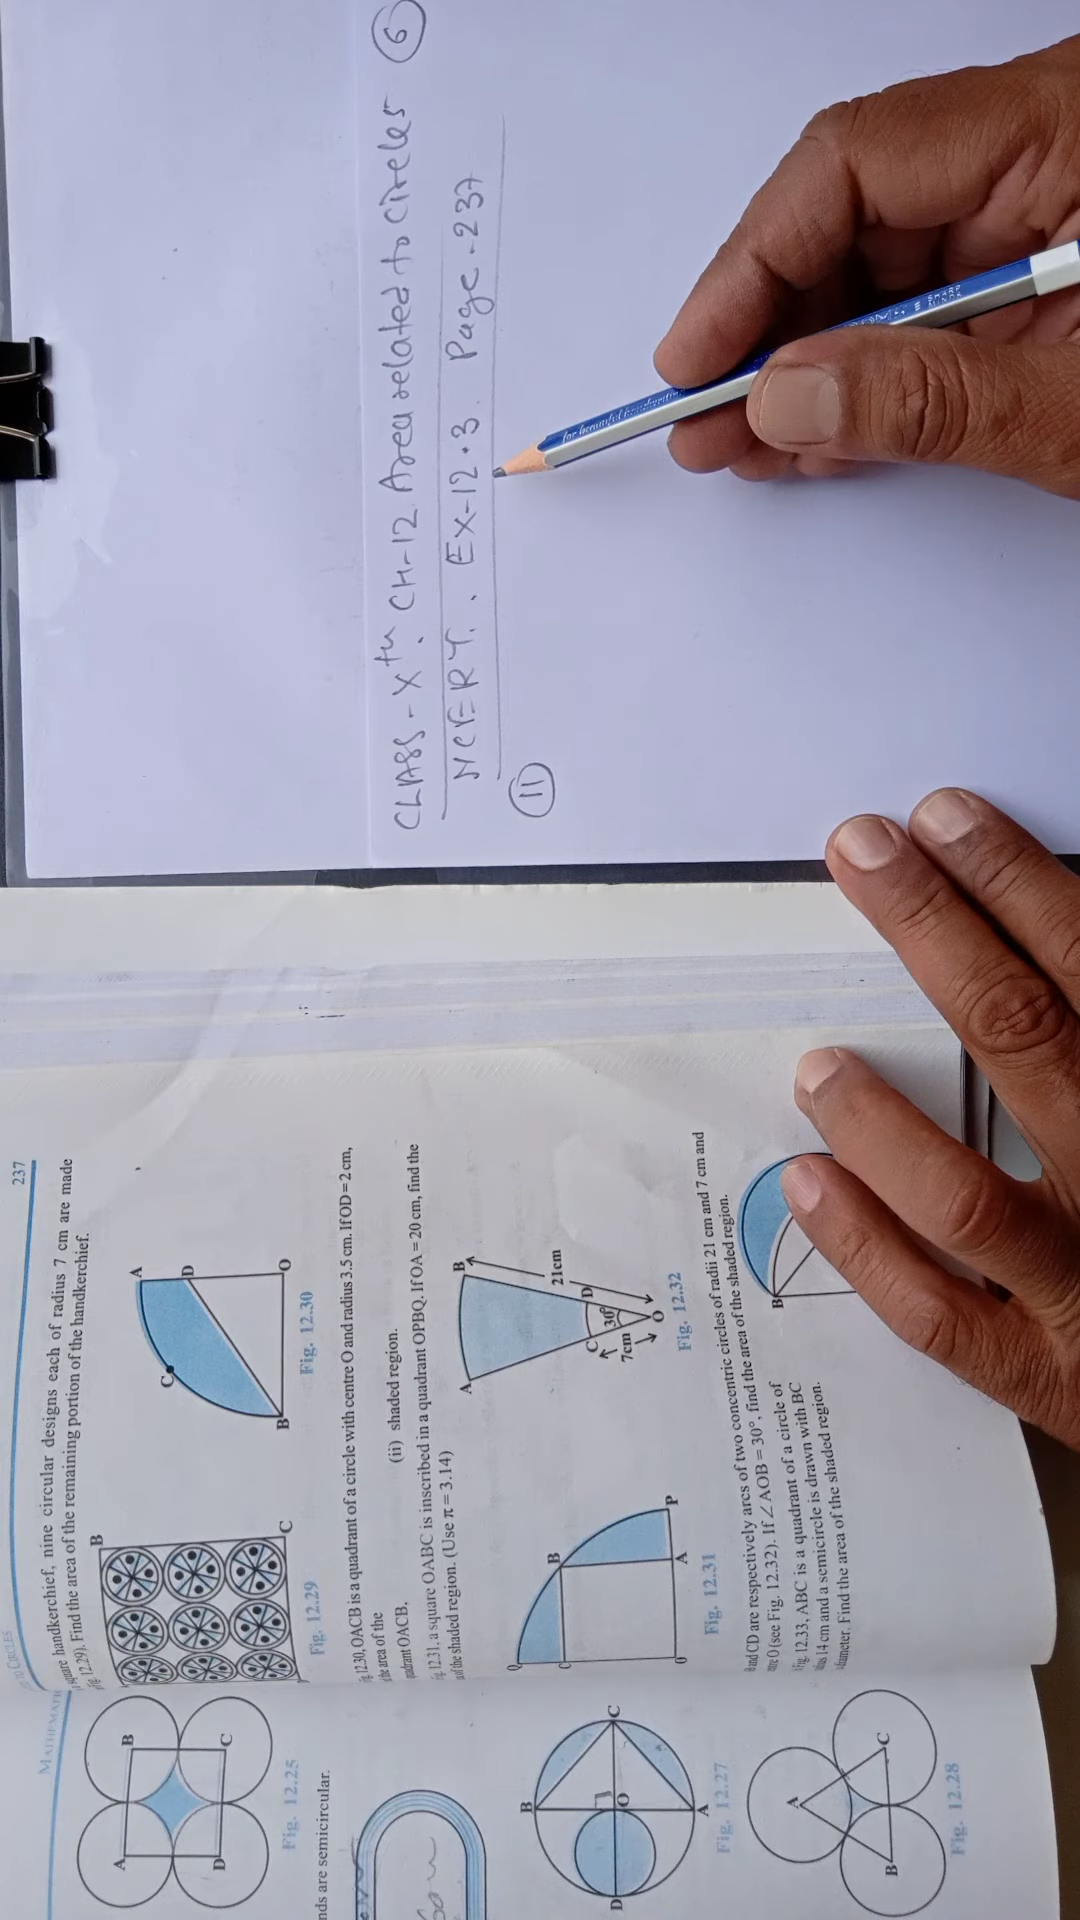 CLASS - Xth. CH-12. Area related to Circles 6
NCERT. Ex-12.3. Page -237
11
for beautiful handwriting
237
TO CIRCLES
square handkerchief, nine circular designs each of radius 7 cm are made
12.29). Find the area of the remaining portion of the handkerchief.
B
C
Fig. 12.29
A
C
D
B
O
Fig. 12.30
12.30, OACB is a quadrant of a circle with centre O and radius 3.5 cm. If OD = 2 cm,
the area of the
quadrant OACB,
(ii) shaded region.
12.31, a square OABC is inscribed in a quadrant OPBQ. If OA = 20 cm, find the
of the shaded region. (Use π = 3.14)
Q
B
C
O
A
P
Fig. 12.31
A
B
C
D
30°
7cm
21cm
O
Fig. 12.32
and CD are respectively arcs of two concentric circles of radii 21 cm and 7 cm and
O (see Fig. 12.32). If ∠ AOB = 30°, find the area of the shaded region.
12.33, ABC is a quadrant of a circle of
14 cm and a semicircle is drawn with BC
diameter. Find the area of the shaded region.
B
A
B
D
C
Fig. 12.25
nds are semicircular.
B
C
O
D
A
Fig. 12.27
A
B
C
Fig. 12.28